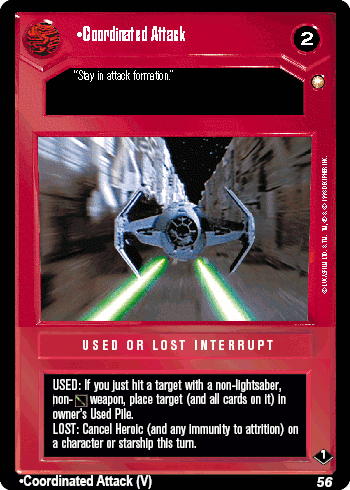 •Coordinated Attack
2
"Stay in attack formation."
USED OR LOST INTERRUPT
USED: If you just hit a target with a non-lightsaber,
non- weapon, place target (and all cards on it) in
owner's Used Pile.
LOST: Cancel Heroic (and any immunity to attrition) on
a character or starship this turn.
1
•Coordinated Attack (V)
56